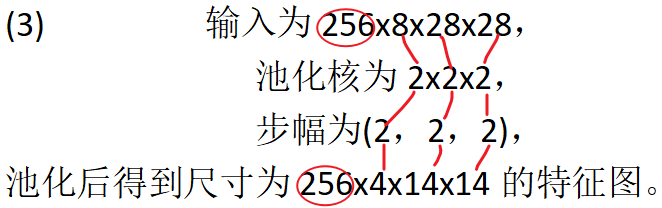 (3) 输入为 256x8x28x28，
池化核为 2x2x2，
步幅为(2，2，2)，
池化后得到尺寸为 256x4x14x14 的特征图。